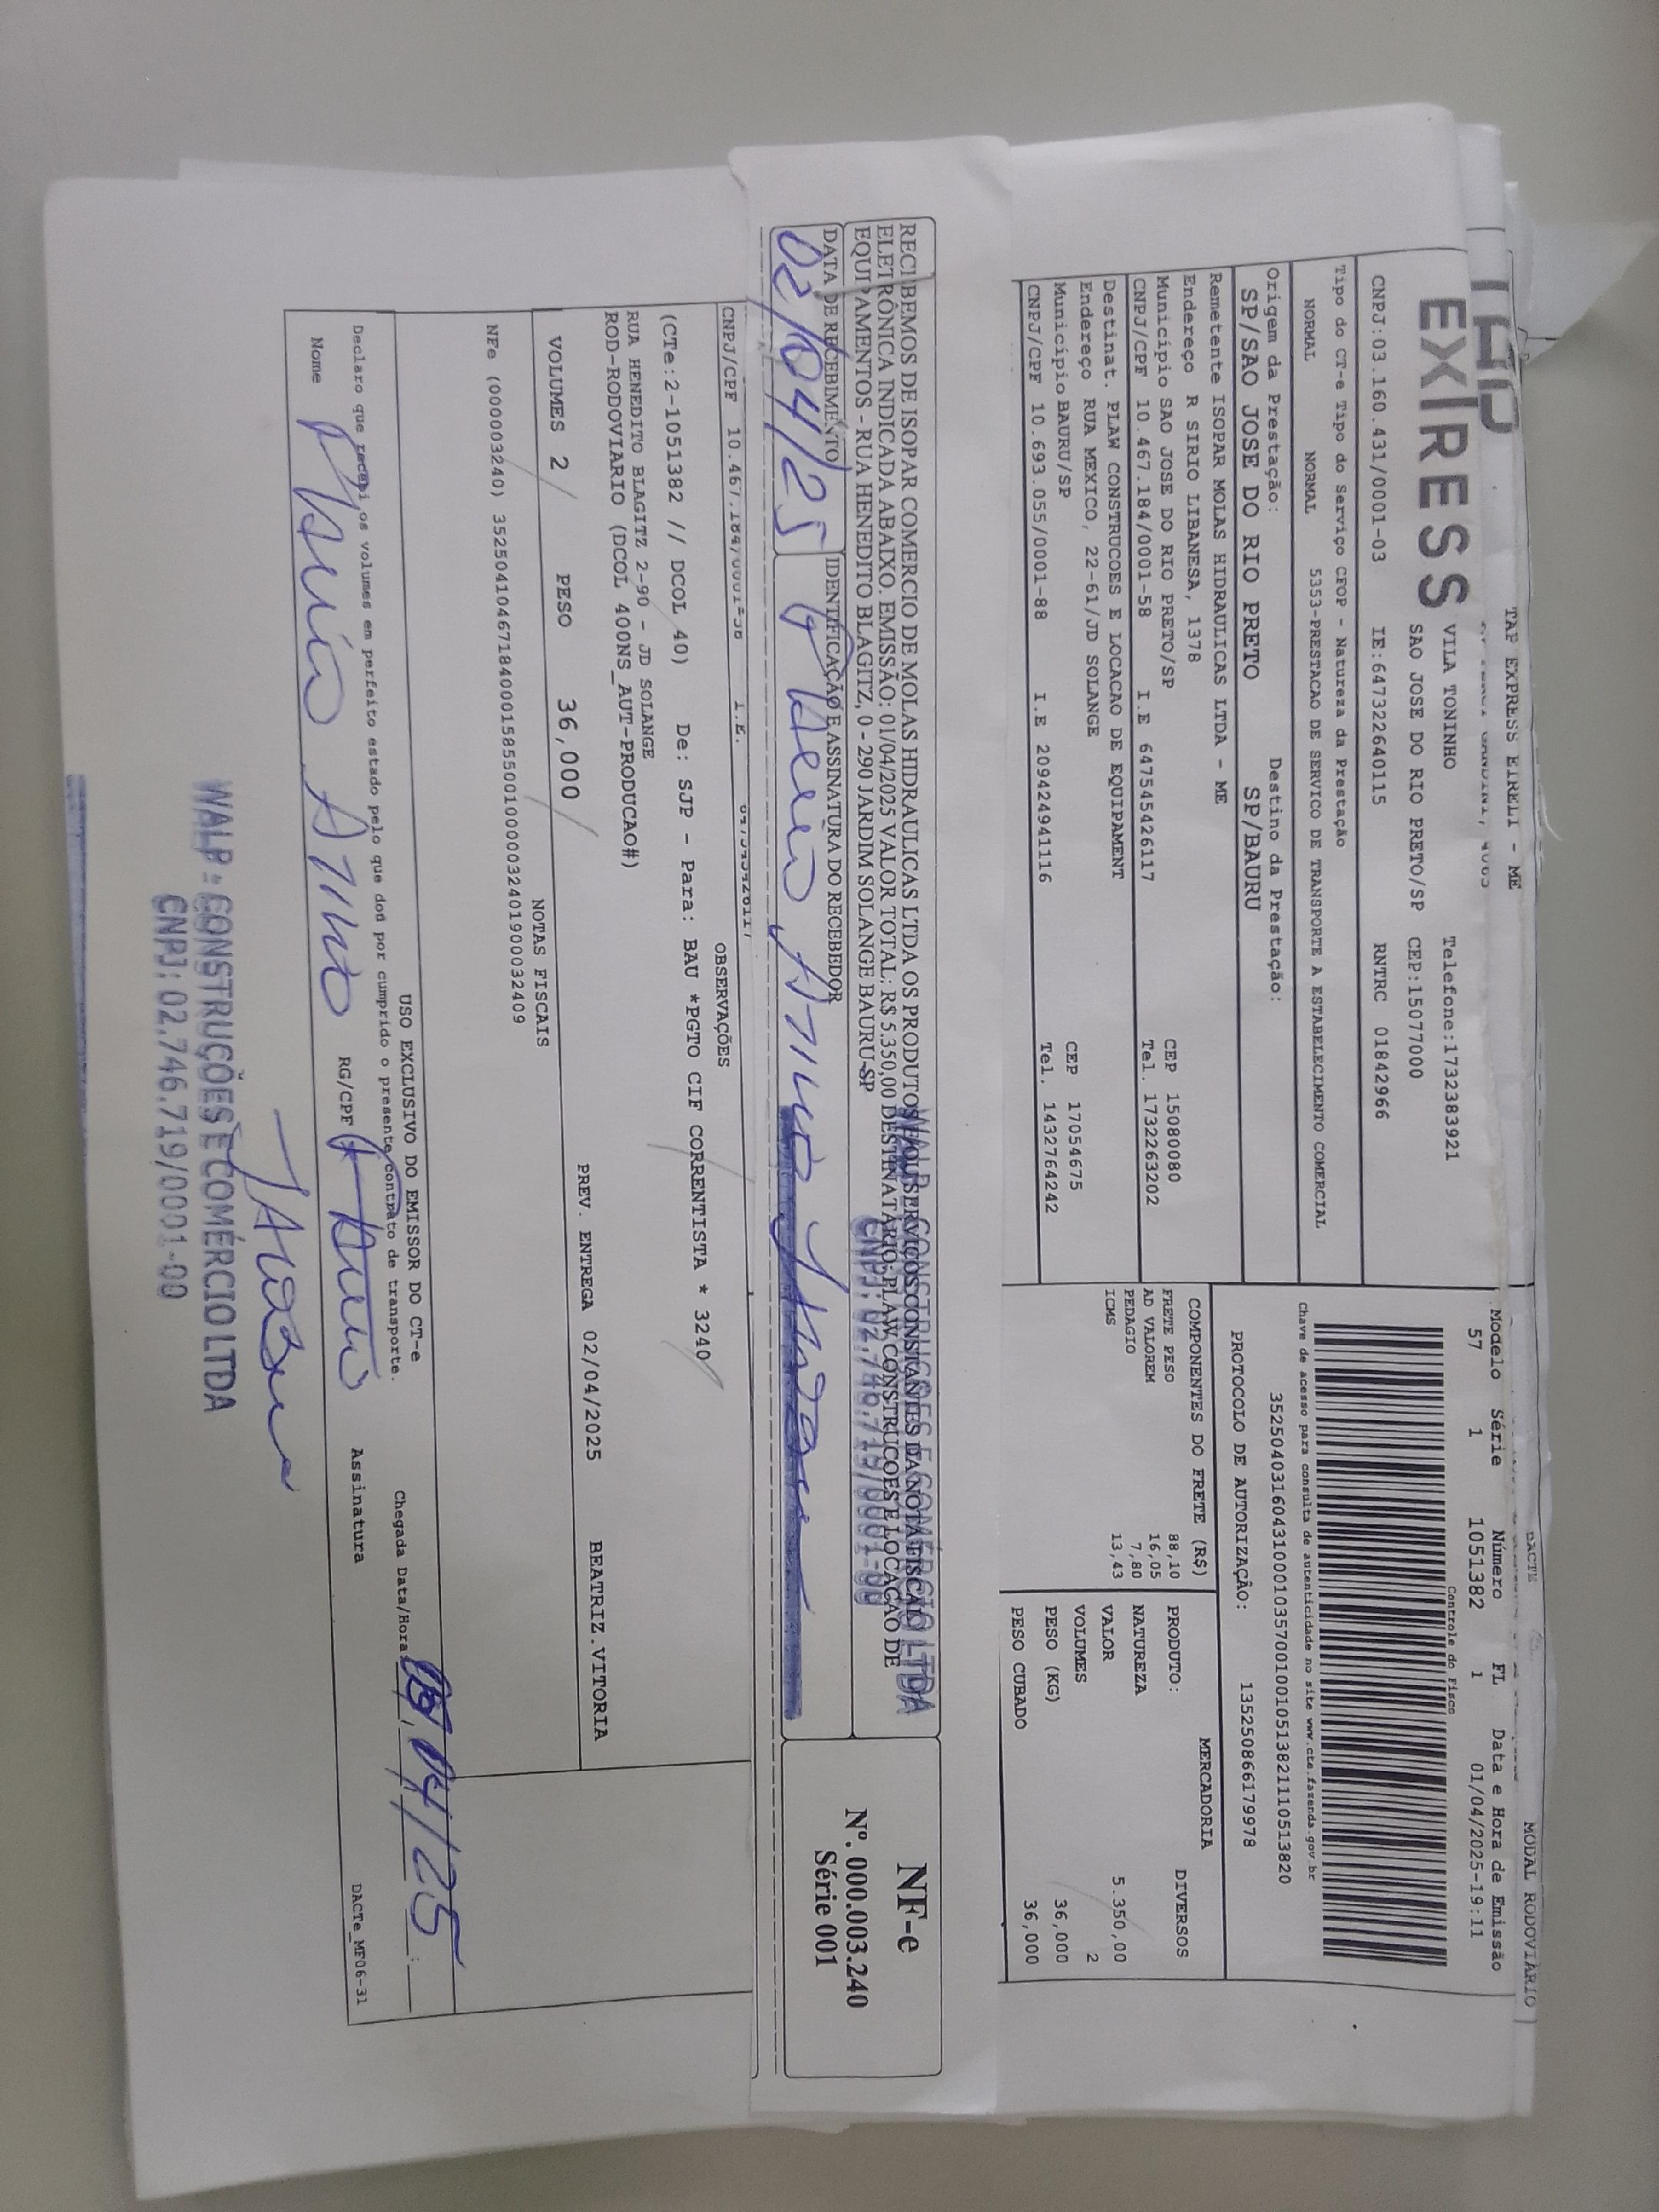 TAP EXPRESS EIRELI - ME
MODAL RODOVIÁRIO
DACTE
EXPRESS
VILA TONINHO
Telefone:1732383921
SAO JOSE DO RIO PRETO/SP CEP:15077000
CNPJ:03.160.431/0001-03 IE:647322640115 RNTRC 01842966
Modelo Série Número FL Data e Hora de Emissão
57 1 1051382 1 01/04/2025-19:11
Controle do Fisco
Tipo do CT-e Tipo do Serviço CFOP - Natureza da Prestação
NORMAL NORMAL 5353-PRESTACAO DE SERVICO DE TRANSPORTE A ESTABELECIMENTO COMERCIAL
Chave de acesso para consulta de autenticidade no site www.cte.fazenda.gov.br
35250403160431000103570010010513821110513820
Origem da Prestação: Destino da Prestação:
SP/SAO JOSE DO RIO PRETO SP/BAURU
PROTOCOLO DE AUTORIZAÇÃO: 135250866179978
Remetente ISOPAR MOLAS HIDRAULICAS LTDA - ME
Endereço R SIRIO LIBANESA, 1378 CEP 15080080
Município SAO JOSE DO RIO PRETO/SP Tel. 1732263202
CNPJ/CPF 10.467.184/0001-58 I.E 647545426117
Destinat. PLAW CONSTRUCOES E LOCACAO DE EQUIPAMENT
Endereço RUA MEXICO, 22-61/JD SOLANGE CEP 17054675
Município BAURU/SP Tel. 1432764242
CNPJ/CPF 10.693.055/0001-88 I.E 209424941116
COMPONENTES DO FRETE (R$)
FRETE PESO 88,10
AD VALOREM 16,05
PEDAGIO 7,80
ICMS 13,43
MERCADORIA
PRODUTO: DIVERSOS
NATUREZA
VALOR 5.350,00
VOLUMES 2
PESO (KG) 36,000
PESO CUBADO 36,000
RECEBEMOS DE ISOPAR COMERCIO DE MOLAS HIDRAULICAS LTDA OS PRODUTOS E/OU SERVIÇOS CONSTANTES DA NOTA FISCAL
ELETRÔNICA INDICADA ABAIXO. EMISSÃO: 01/04/2025 VALOR TOTAL: R$ 5.350,00 DESTINATÁRIO: PLAW CONSTRUCOES E LOCACAO DE
EQUIPAMENTOS - RUA HENEDITO BLAGITZ, 0 - 290 JARDIM SOLANGE BAURU-SP
WALP CONSTRUÇÕES E COMÉRCIO LTDA
CNPJ: 02.746.719/0001-00
DATA DE RECEBIMENTO IDENTIFICAÇÃO E ASSINATURA DO RECEBEDOR
02/04/25
NF-e
Nº. 000.003.240
Série 001
CNPJ/CPF 10.467.184/0001-58 I.E.
OBSERVAÇÕES
(CTe:2-1051382 // DCOL 40) De: SJP - Para: BAU *PGTO CIF CORRENTISTA * 3240
RUA HENEDITO BLAGITZ 2-90 - JD SOLANGE
ROD-RODOVIARIO (DCOL 400NS_AUT-PRODUCAO#)
VOLUMES 2 PESO 36,000 PREV. ENTREGA 02/04/2025 BEATRIZ.VITORIA
NOTAS FISCAIS
NFe (000003240) 35250410467184000158550010000032401900032409
USO EXCLUSIVO DO EMISSOR DO CT-e
Declaro que recebi os volumes em perfeito estado pelo que dou por cumprido o presente contrato de transporte.
Chegada Data/Hora 02/04/25
Nome RG/CPF Assinatura
DACTe_MF06-31
WALP - CONSTRUÇÕES E COMÉRCIO LTDA
CNPJ: 02.746.719/0001-00